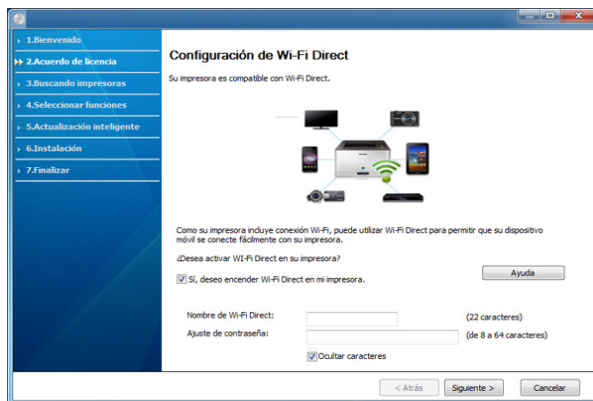 1.Bienvenido
2.Acuerdo de licencia
3.Buscando impresoras
4.Seleccionar funciones
5.Actualización inteligente
6.Instalación
7.Finalizar
Configuración de Wi-Fi Direct
Su impresora es compatible con Wi-Fi Direct.
Como su impresora incluye conexión Wi-Fi, puede utilizar Wi-Fi Direct para permitir que su dispositivo
móvil se conecte fácilmente con su impresora.
¿Desea activar WI-Fi Direct en su impresora?
Sí, deseo encender Wi-Fi Direct en mi impresora.
Ayuda
Nombre de Wi-Fi Direct:
(22 caracteres)
Ajuste de contraseña:
(de 8 a 64 caracteres)
Ocultar caracteres
< Atrás
Siguiente >
Cancelar